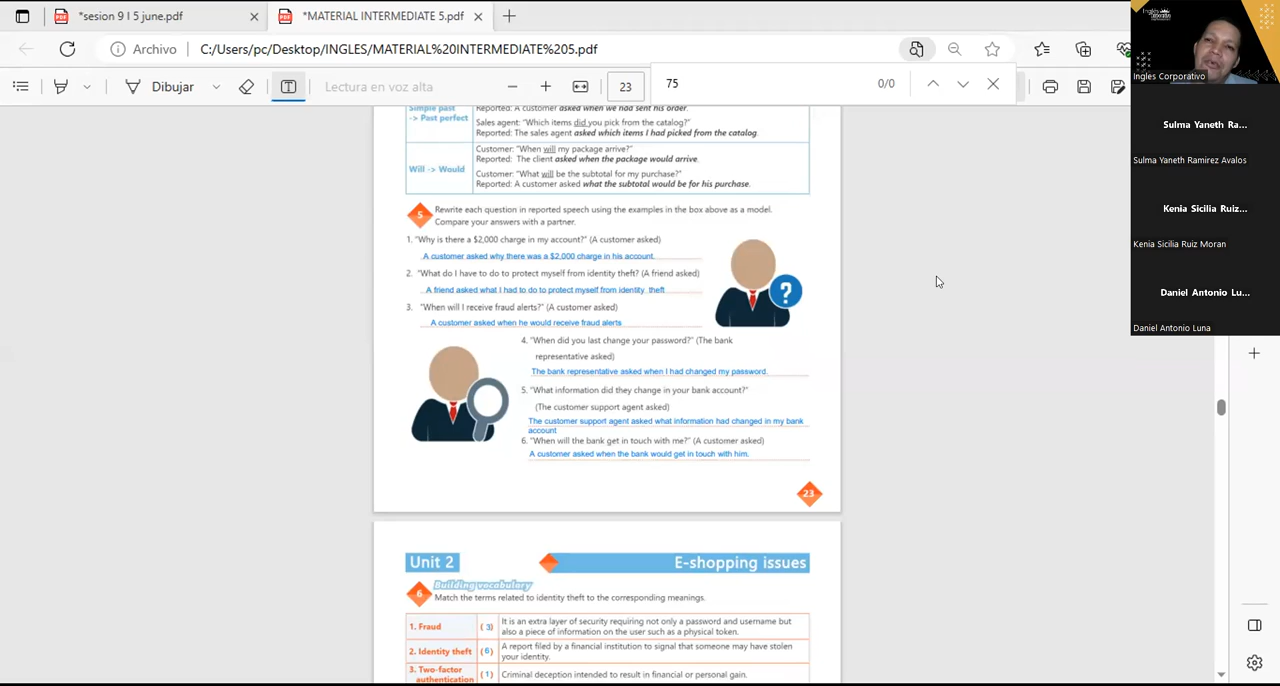 *sesion 9 I 5 june.pdf
*MATERIAL INTERMEDIATE 5.pdf
Archivo
C:/Users/pc/Desktop/INGLES/MATERIAL%20INTERMEDIATE%205.pdf
Dibujar
Lectura en voz alta
23
75
0/0
Inglés Corporativo
Sulma Yaneth Ra...
Sulma Yaneth Ramirez Avalos
Kenia Sicilia Ruiz...
Kenia Sicilia Ruiz Moran
Daniel Antonio Lu...
Daniel Antonio Luna
Simple past
-> Past perfect
Reported: A customer asked when we had sent his order.
Sales agent: "Which items did you pick from the catalog?"
Reported: The sales agent asked which items I had picked from the catalog.
Will -> Would
Customer: "When will my package arrive?"
Reported: The client asked when the package would arrive.
Customer: "What will be the subtotal for my purchase?"
Reported: A customer asked what the subtotal would be for his purchase.
5
Rewrite each question in reported speech using the examples in the box above as a model.
Compare your answers with a partner.
1. "Why is there a $2,000 charge in my account?" (A customer asked)
A customer asked why there was a $2,000 charge in his account.
2. "What do I have to do to protect myself from identity theft? (A friend asked)
A friend asked what I had to do to protect myself from identity theft
3. "When will I receive fraud alerts?" (A customer asked)
A customer asked when he would receive fraud alerts
?
4. "When did you last change your password?" (The bank
representative asked)
The bank representative asked when I had changed my password.
5. "What information did they change in your bank account?"
(The customer support agent asked)
The customer support agent asked what information had changed in my bank
account
6. "When will the bank get in touch with me?" (A customer asked)
A customer asked when the bank would get in touch with him.
23
Unit 2
E-shopping issues
Building vocabulary
6
Match the terms related to identity theft to the corresponding meanings.
1. Fraud
(3)
It is an extra layer of security requiring not only a password and username but
also a piece of information on the user such as a physical token.
2. Identity theft
(6)
A report filed by a financial institution to signal that someone may have stolen
your identity.
3. Two-factor
authentication
(1)
Criminal deception intended to result in financial or personal gain.